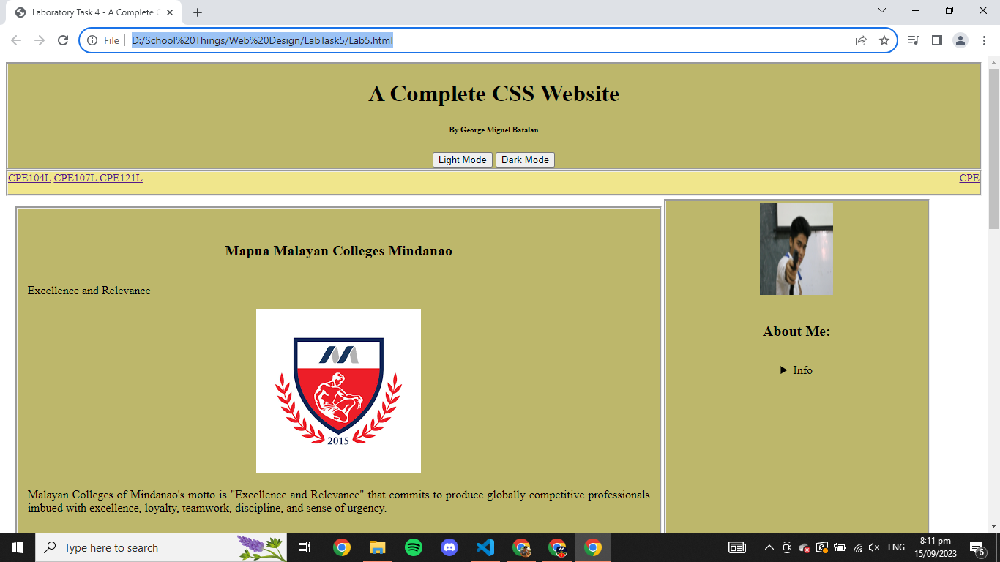 Laboratory Task 4 - A Complete C
File
D:/School%20Things/Web%20Design/LabTask5/Lab5.html
A Complete CSS Website
By George Miguel Batalan
Light Mode Dark Mode
CPE104L CPE107L CPE121L CPE
Mapua Malayan Colleges Mindanao
Excellence and Relevance
2015
Malayan Colleges of Mindanao's motto is "Excellence and Relevance" that commits to produce globally competitive professionals
imbued with excellence, loyalty, teamwork, discipline, and sense of urgency.
About Me:
▶ Info
Type here to search
ENG
8:11 pm
15/09/2023
6